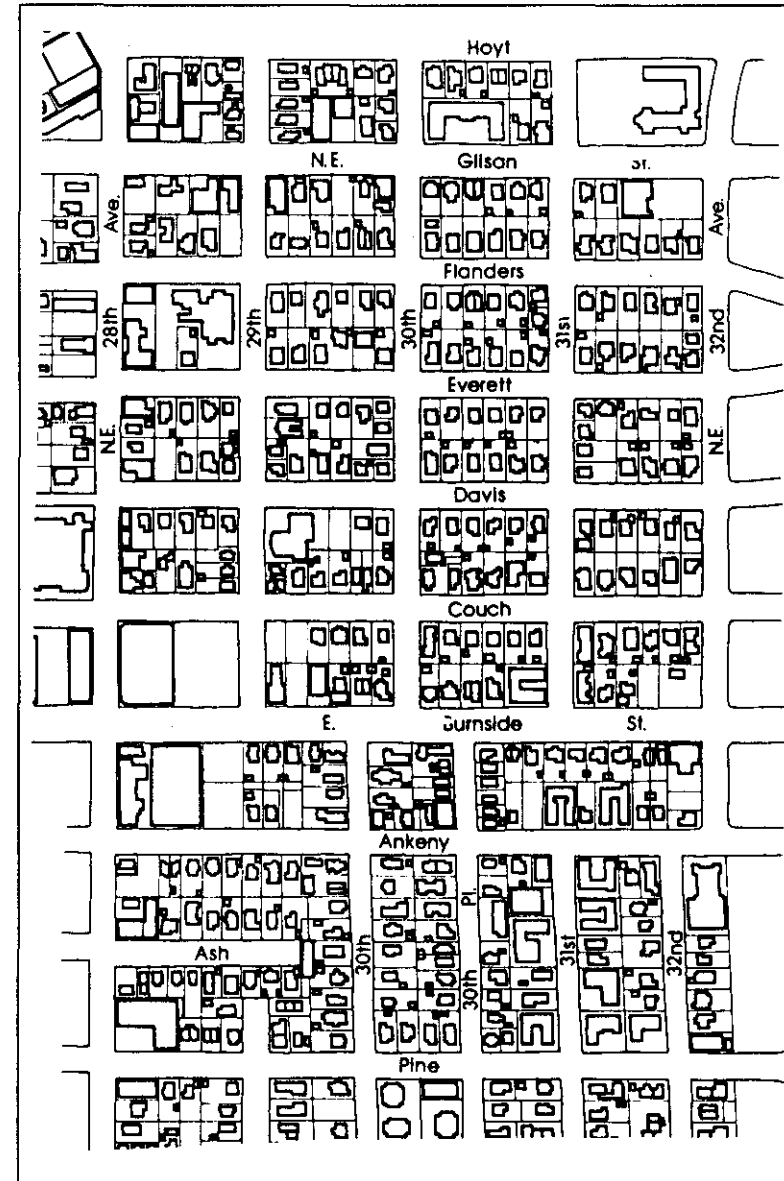 Hoyt
N.E. Glisan St.
Ave. Ave.
Flanders
28th 29th 30th 31st 32nd
Everett
N.E. N.E.
Davis
Couch
E. Burnside St.
Ankeny
Pl.
Ash
30th 30th 31st 32nd
Pine